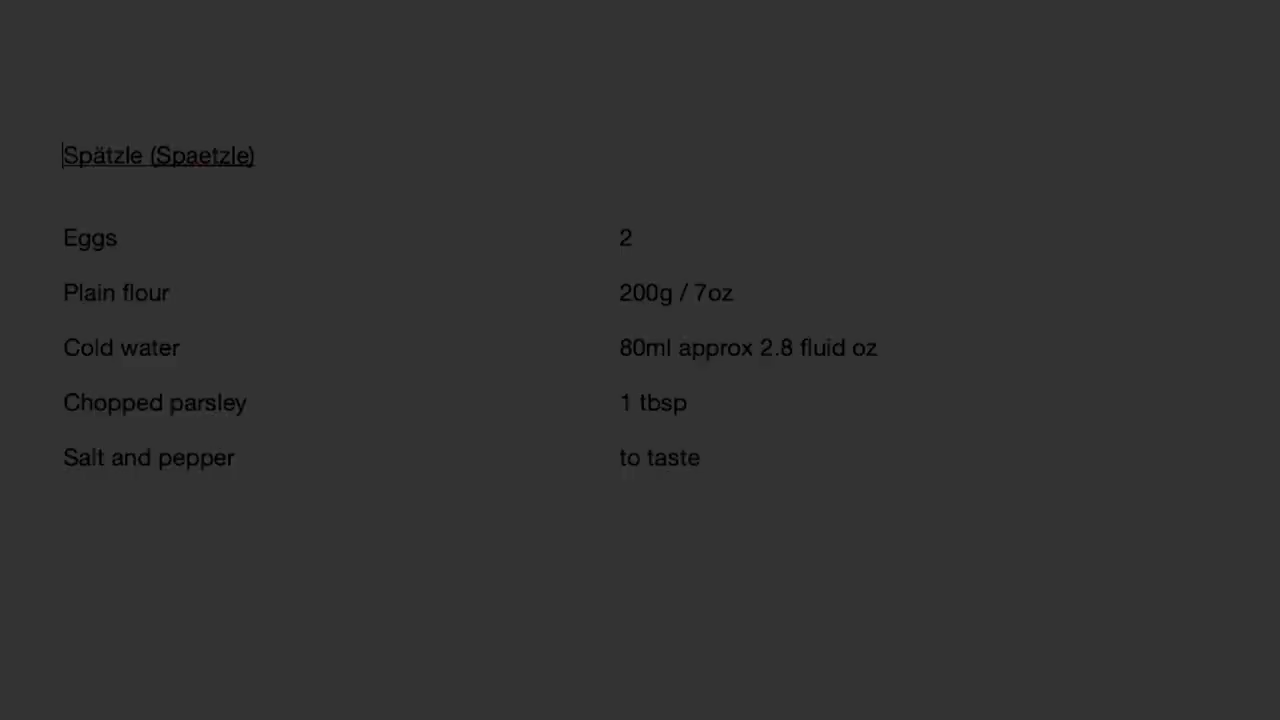 Spätzle (Spaetzle)
Eggs 2
Plain flour 200g / 7oz
Cold water 80ml approx 2.8 fluid oz
Chopped parsley 1 tbsp
Salt and pepper to taste